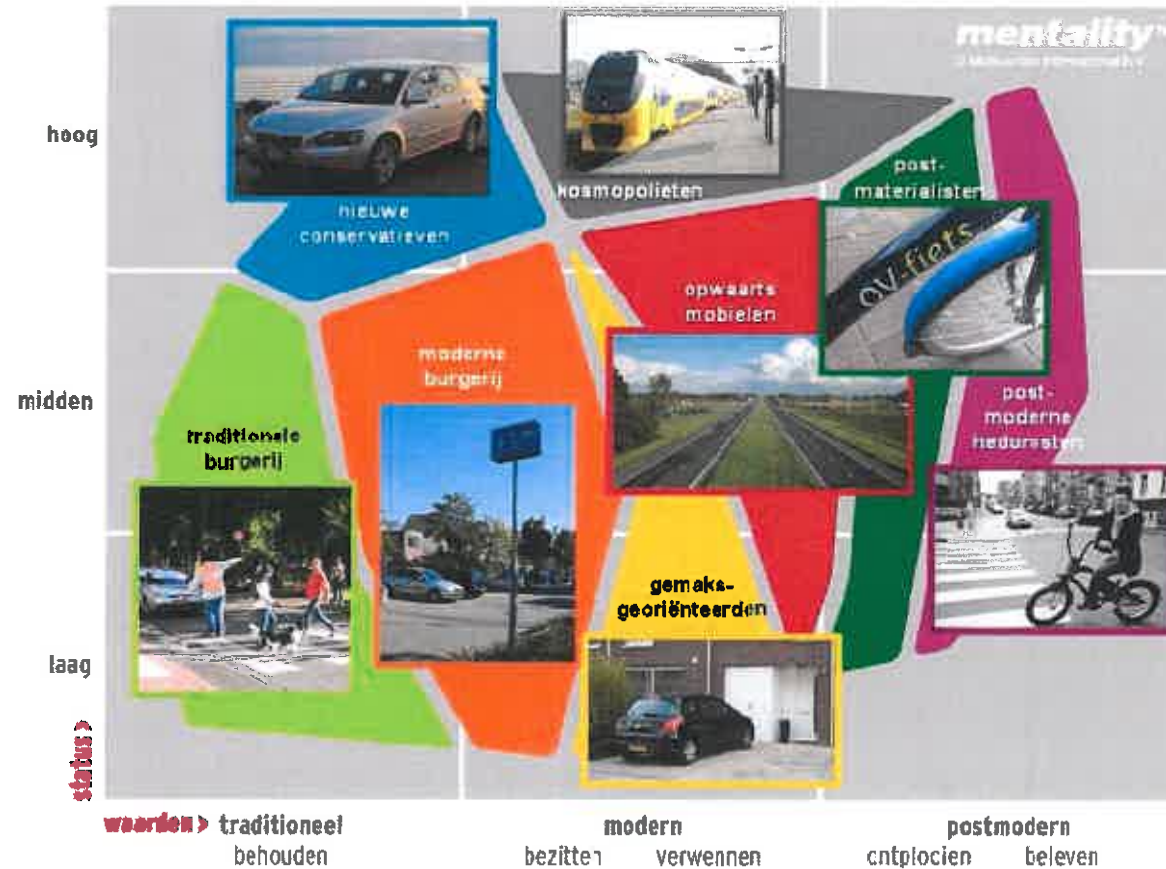 mentality
hoog
kosmopolieten
post-
materialisten
nieuwe
conservatieven
OV-fiets
opwaarts
mobielen
moderne
burgerij
post-
moderne
hedonisten
midden
traditionele
burgerij
gemaks-
georiënteerden
laag
status >
waarden > traditioneel
modern
postmodern
behouden
bezitten
verwennen
ontplooien
beleven